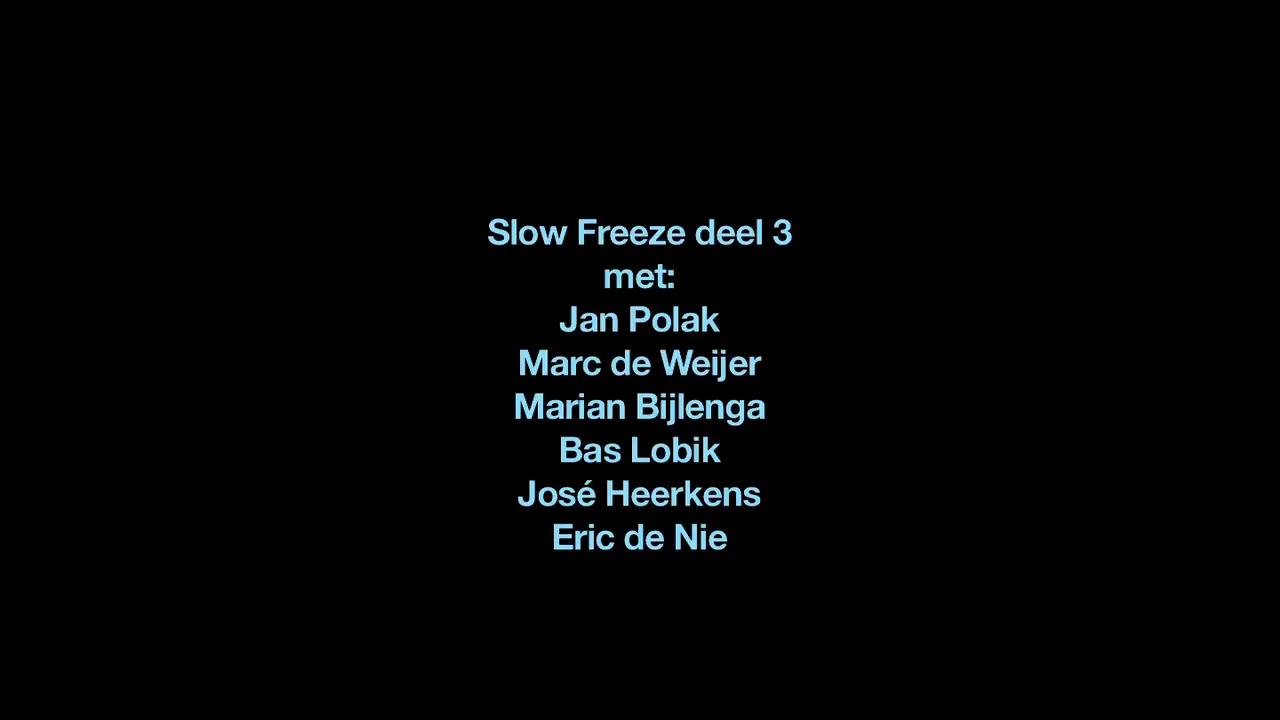 Slow Freeze deel 3
met:
Jan Polak
Marc de Weijer
Marian Bijlenga
Bas Lobik
José Heerkens
Eric de Nie